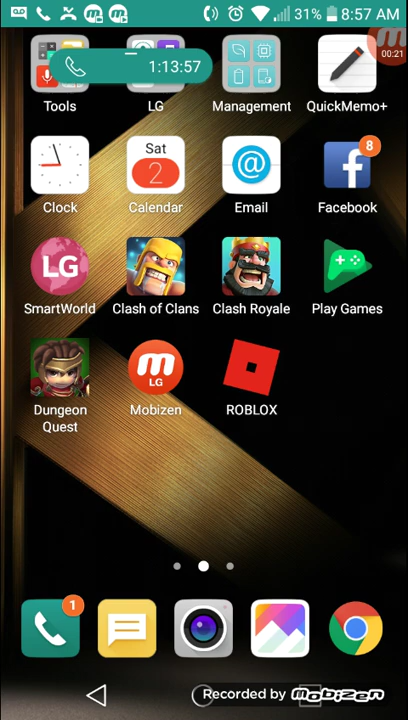 31% 8:57 AM
00:21
1:13:57
Tools LG Management QuickMemo+
Sat
2
8
Clock Calendar Email Facebook
LG
SmartWorld Clash of Clans Clash Royale Play Games
m
LG
Dungeon Quest Mobizen ROBLOX
1
Recorded by mobizen